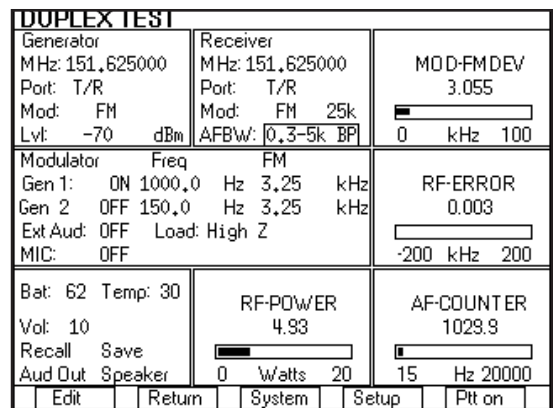 DUPLEX TEST
Generator
MHz: 151.625000
Port: T/R
Mod: FM
Lvl: -70 dBm
Receiver
MHz: 151.625000
Port: T/R
Mod: FM 25k
AFBW: 0.3-5k BP
MOD-FM DEV
3.055
0 kHz 100
Modulator Freq FM
Gen 1: ON 1000.0 Hz 3.25 kHz
Gen 2 OFF 150.0 Hz 3.25 kHz
Ext Aud: OFF Load: High Z
MIC: OFF
RF-ERROR
0.003
-200 kHz 200
Bat: 62 Temp: 30
Vol: 10
Recall Save
Aud Out Speaker
RF-POWER
4.93
0 Watts 20
AF-COUNTER
1029.9
15 Hz 20000
Edit Return System Setup Ptt on